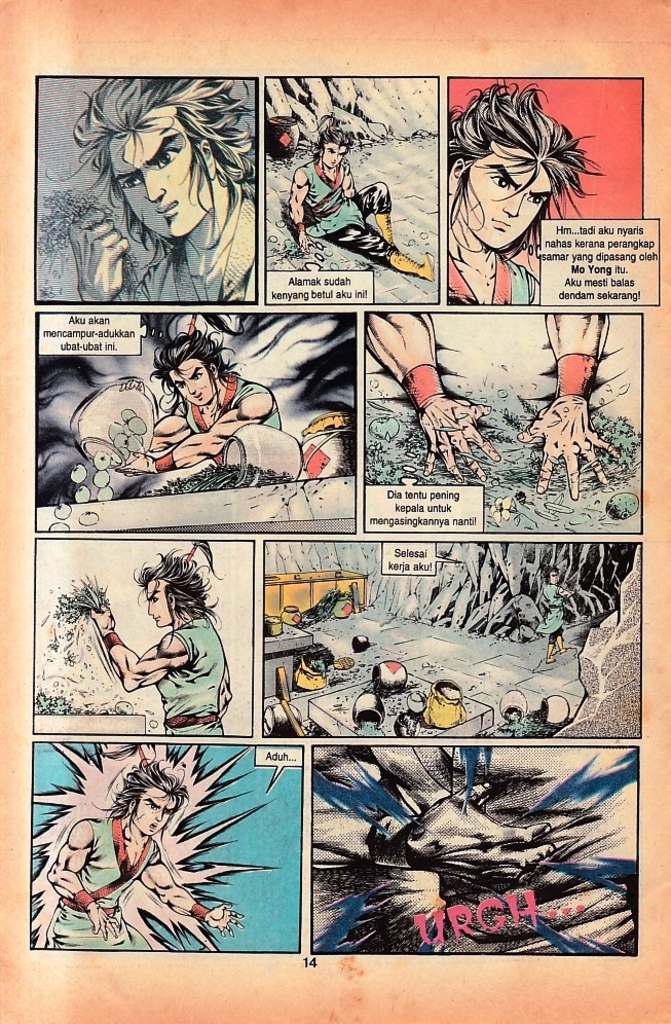 Alamak sudah
kenyang betul aku ini!
Hm...tadi aku nyaris
nahas kerana perangkap
samar yang dipasang oleh
Mo Yong itu.
Aku mesti balas
dendam sekarang!
Aku akan
mencampur-adukkan
ubat-ubat ini.
Dia tentu pening
kepala untuk
mengasingkannya nanti!
Selesai
kerja aku!
Aduh...
URGH...
14